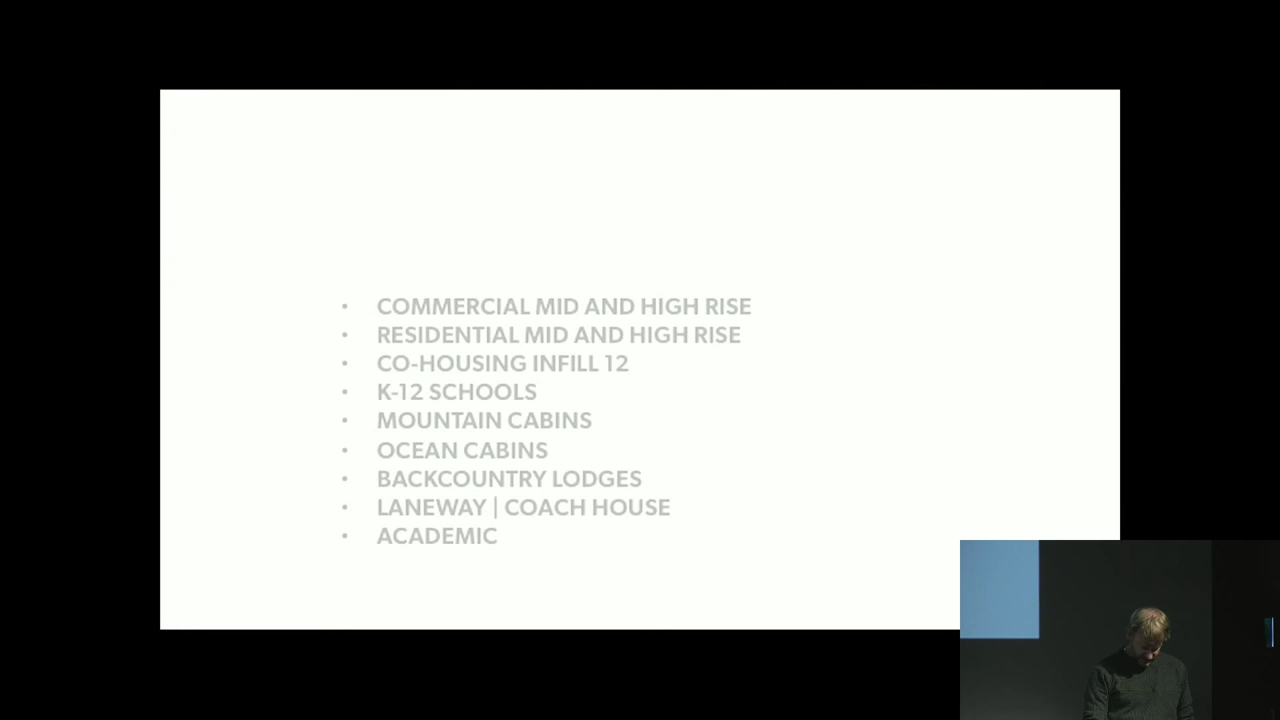 • COMMERCIAL MID AND HIGH RISE
• RESIDENTIAL MID AND HIGH RISE
• CO-HOUSING INFILL 12
• K-12 SCHOOLS
• MOUNTAIN CABINS
• OCEAN CABINS
• BACKCOUNTRY LODGES
• LANEWAY | COACH HOUSE
• ACADEMIC